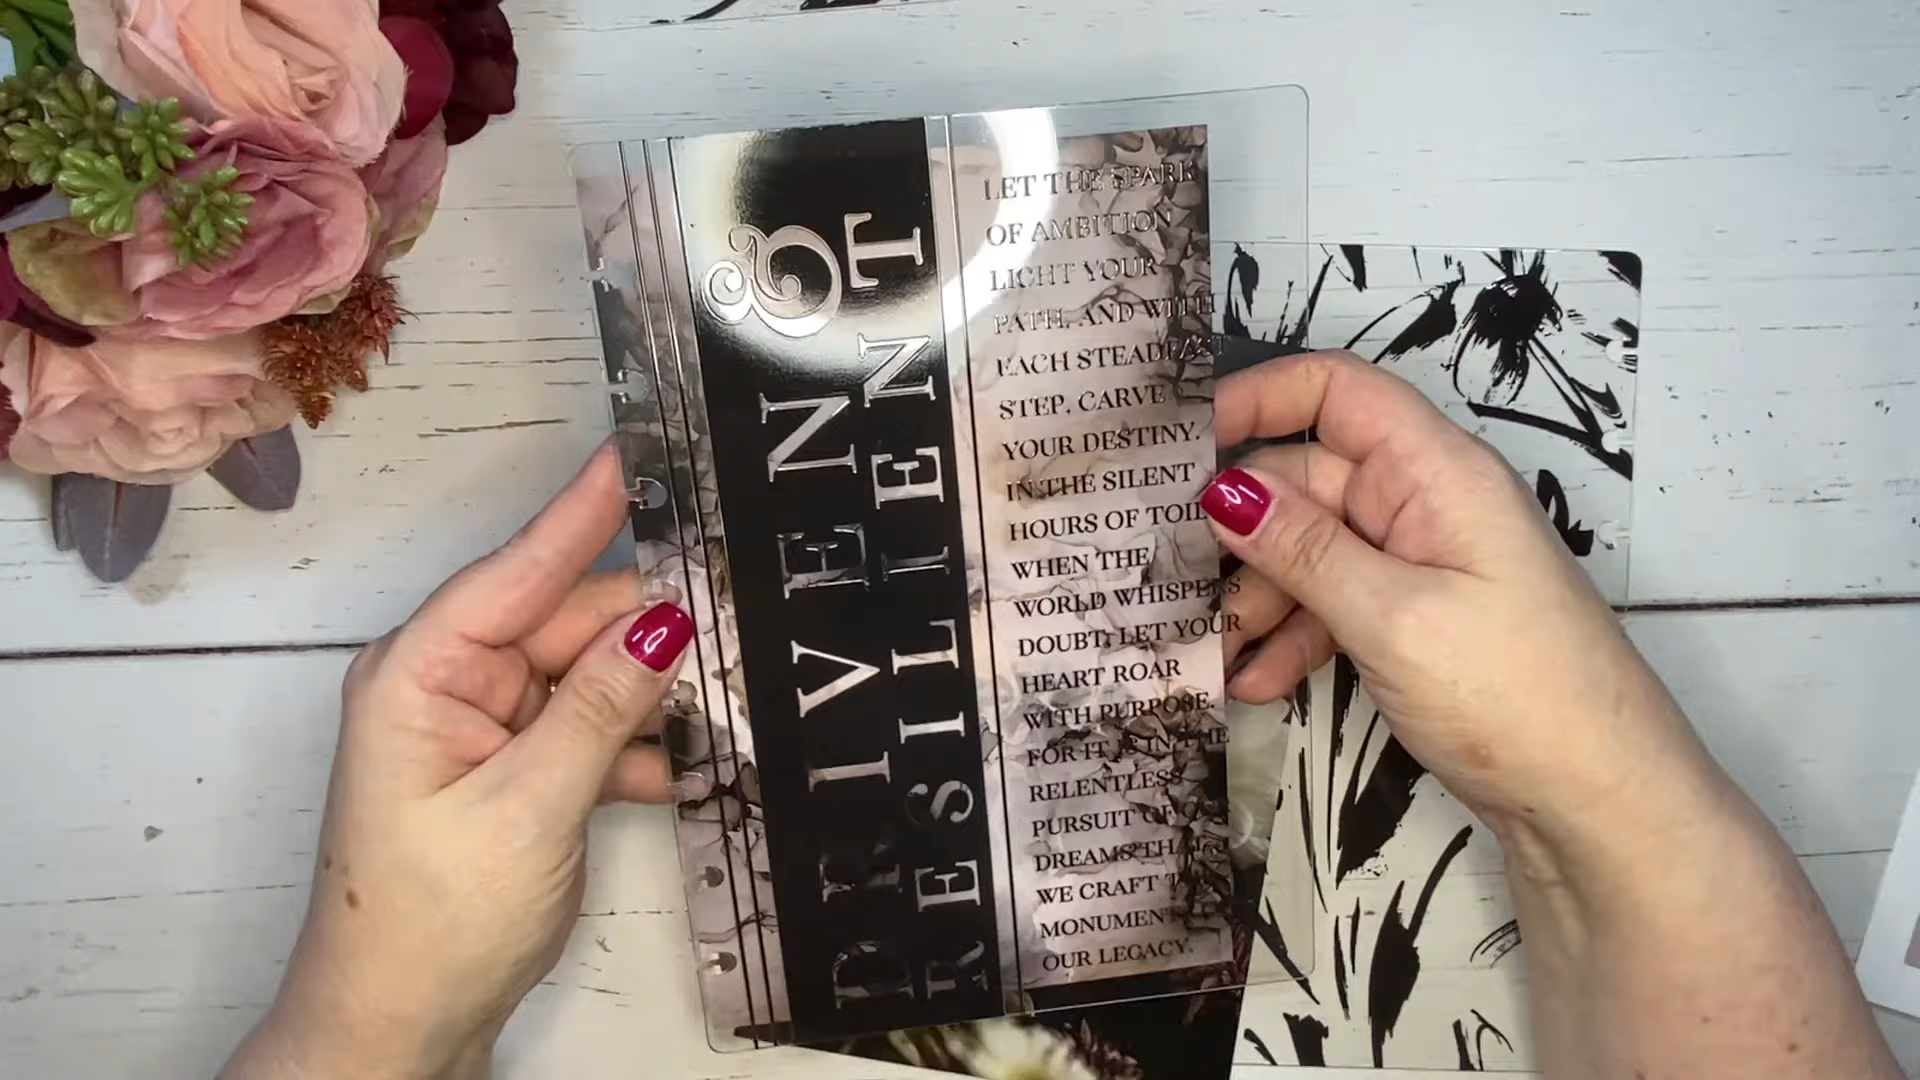 DRIVEN &
RESILIENT
LET THE SPARK
OF AMBITION
LIGHT YOUR
PATH, AND WITH
EACH STEADFAST
STEP, CARVE
YOUR DESTINY.
IN THE SILENT
HOURS OF TOIL
WHEN THE
WORLD WHISPERS
DOUBT, LET YOUR
HEART ROAR
WITH PURPOSE.
FOR IT IS IN THE
RELENTLESS
PURSUIT OF
DREAMS THAT
WE CRAFT
MONUMENT
OUR LEGACY.